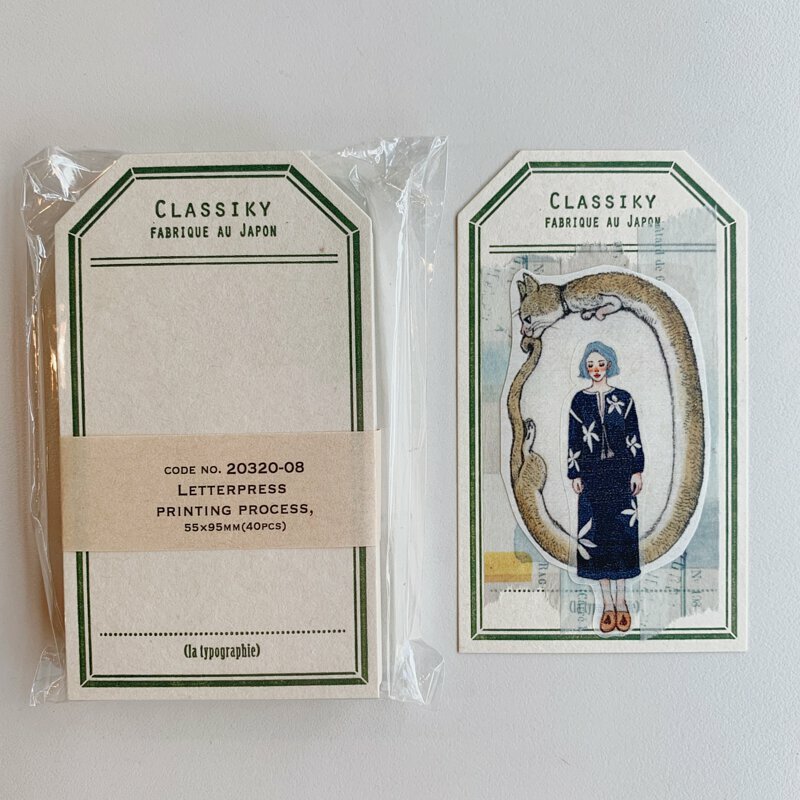 CLASSIKY
FABRIQUE AU JAPON
CODE NO. 20320-08
LETTERPRESS
PRINTING PROCESS,
55×95MM(40PCS)
(la typographie)
CLASSIKY
FABRIQUE AU JAPON